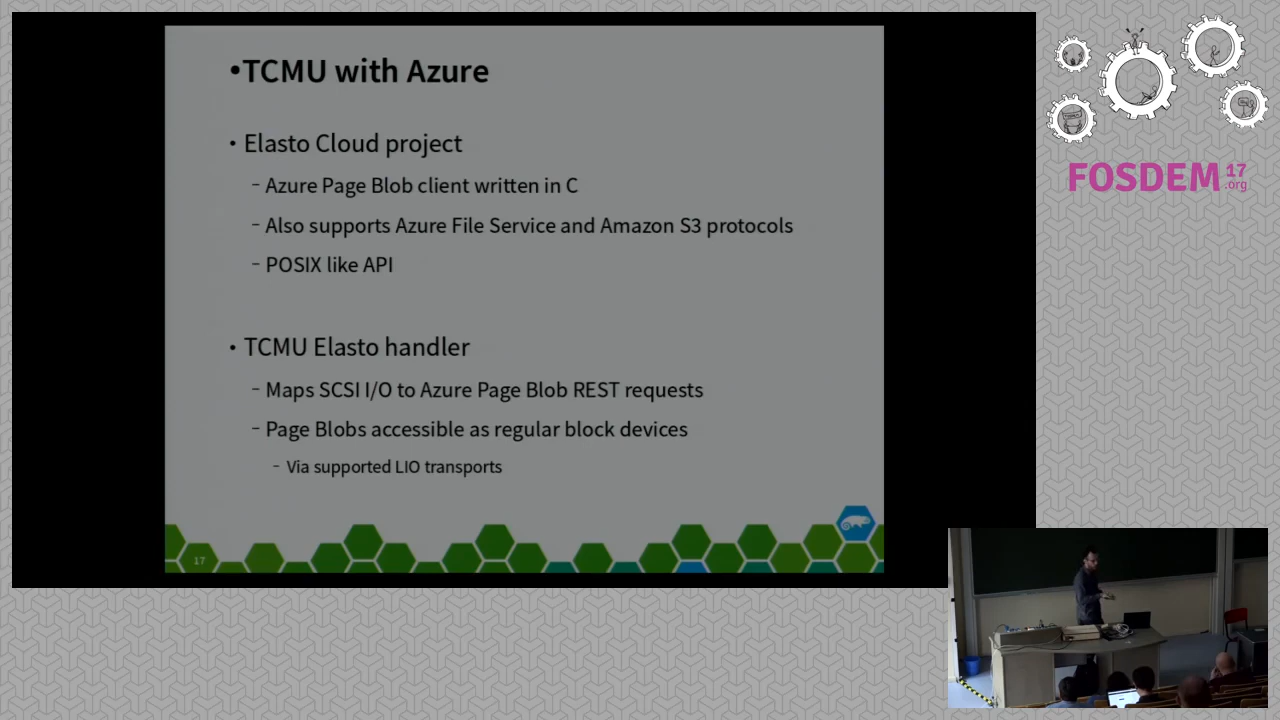 •TCMU with Azure
• Elasto Cloud project
– Azure Page Blob client written in C
– Also supports Azure File Service and Amazon S3 protocols
– POSIX like API
• TCMU Elasto handler
– Maps SCSI I/O to Azure Page Blob REST requests
– Page Blobs accessible as regular block devices
– Via supported LIO transports
17
FOSDEM 17
.org